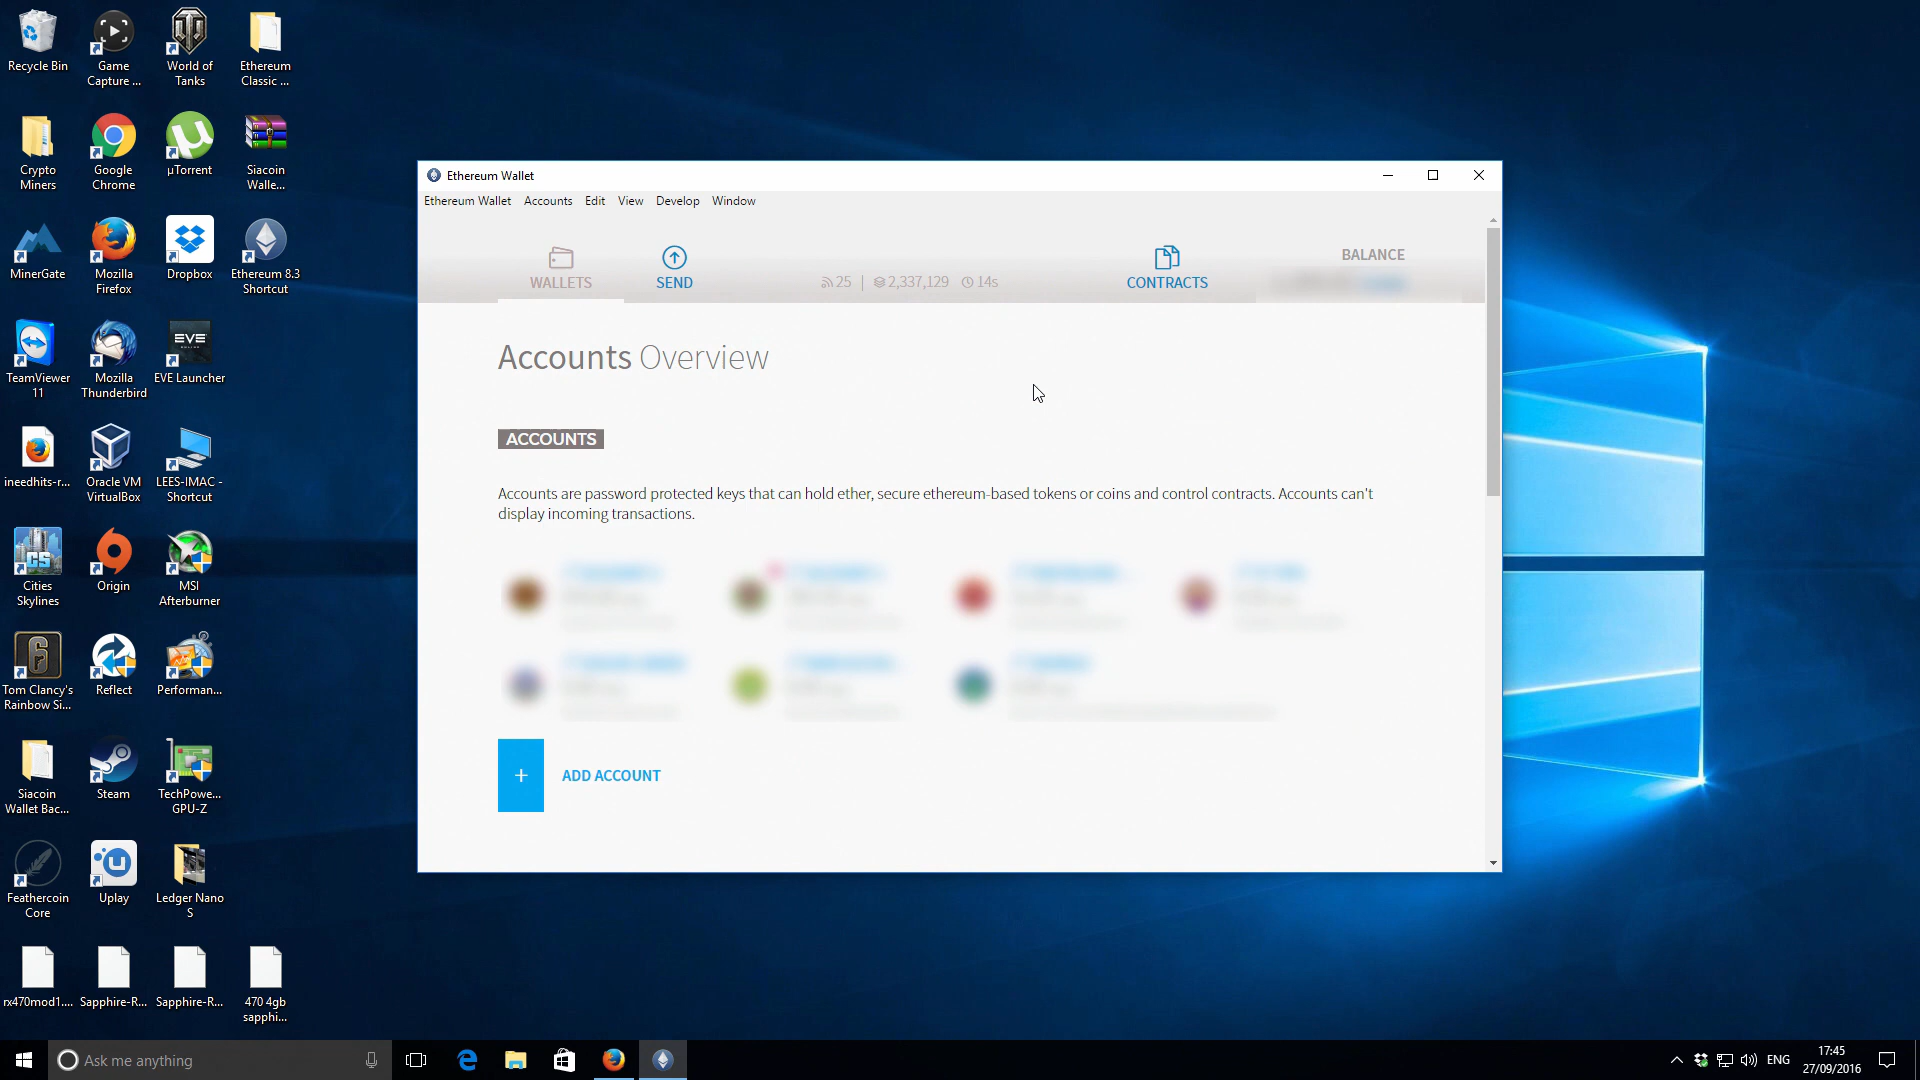 Recycle Bin
Game
Capture ...
World of
Tanks
Ethereum
Classic ...
Crypto
Miners
Google
Chrome
µTorrent
Siacoin
Walle...
MinerGate
Mozilla
Firefox
Dropbox
Ethereum 8.3
Shortcut
TeamViewer
11
Mozilla
Thunderbird
EVE
EVE Launcher
ineedhits-r...
Oracle VM
VirtualBox
LEES-IMAC -
Shortcut
CS
Cities
Skylines
Origin
MSI
Afterburner
6
Tom Clancy's
Rainbow Si...
Reflect
Performan...
Siacoin
Wallet Bac...
Steam
TechPowe...
GPU-Z
Feathercoin
Core
Uplay
Ledger Nano
S
rx470mod1....
Sapphire-R...
Sapphire-R...
470 4gb
sapphi...
Ethereum Wallet
Ethereum Wallet Accounts Edit View Develop Window
WALLETS
SEND
25 | 2,337,129 14s
CONTRACTS
BALANCE
Accounts Overview
ACCOUNTS
Accounts are password protected keys that can hold ether, secure ethereum-based tokens or coins and control contracts. Accounts can't
display incoming transactions.
+ ADD ACCOUNT
Ask me anything
ENG
17:45
27/09/2016